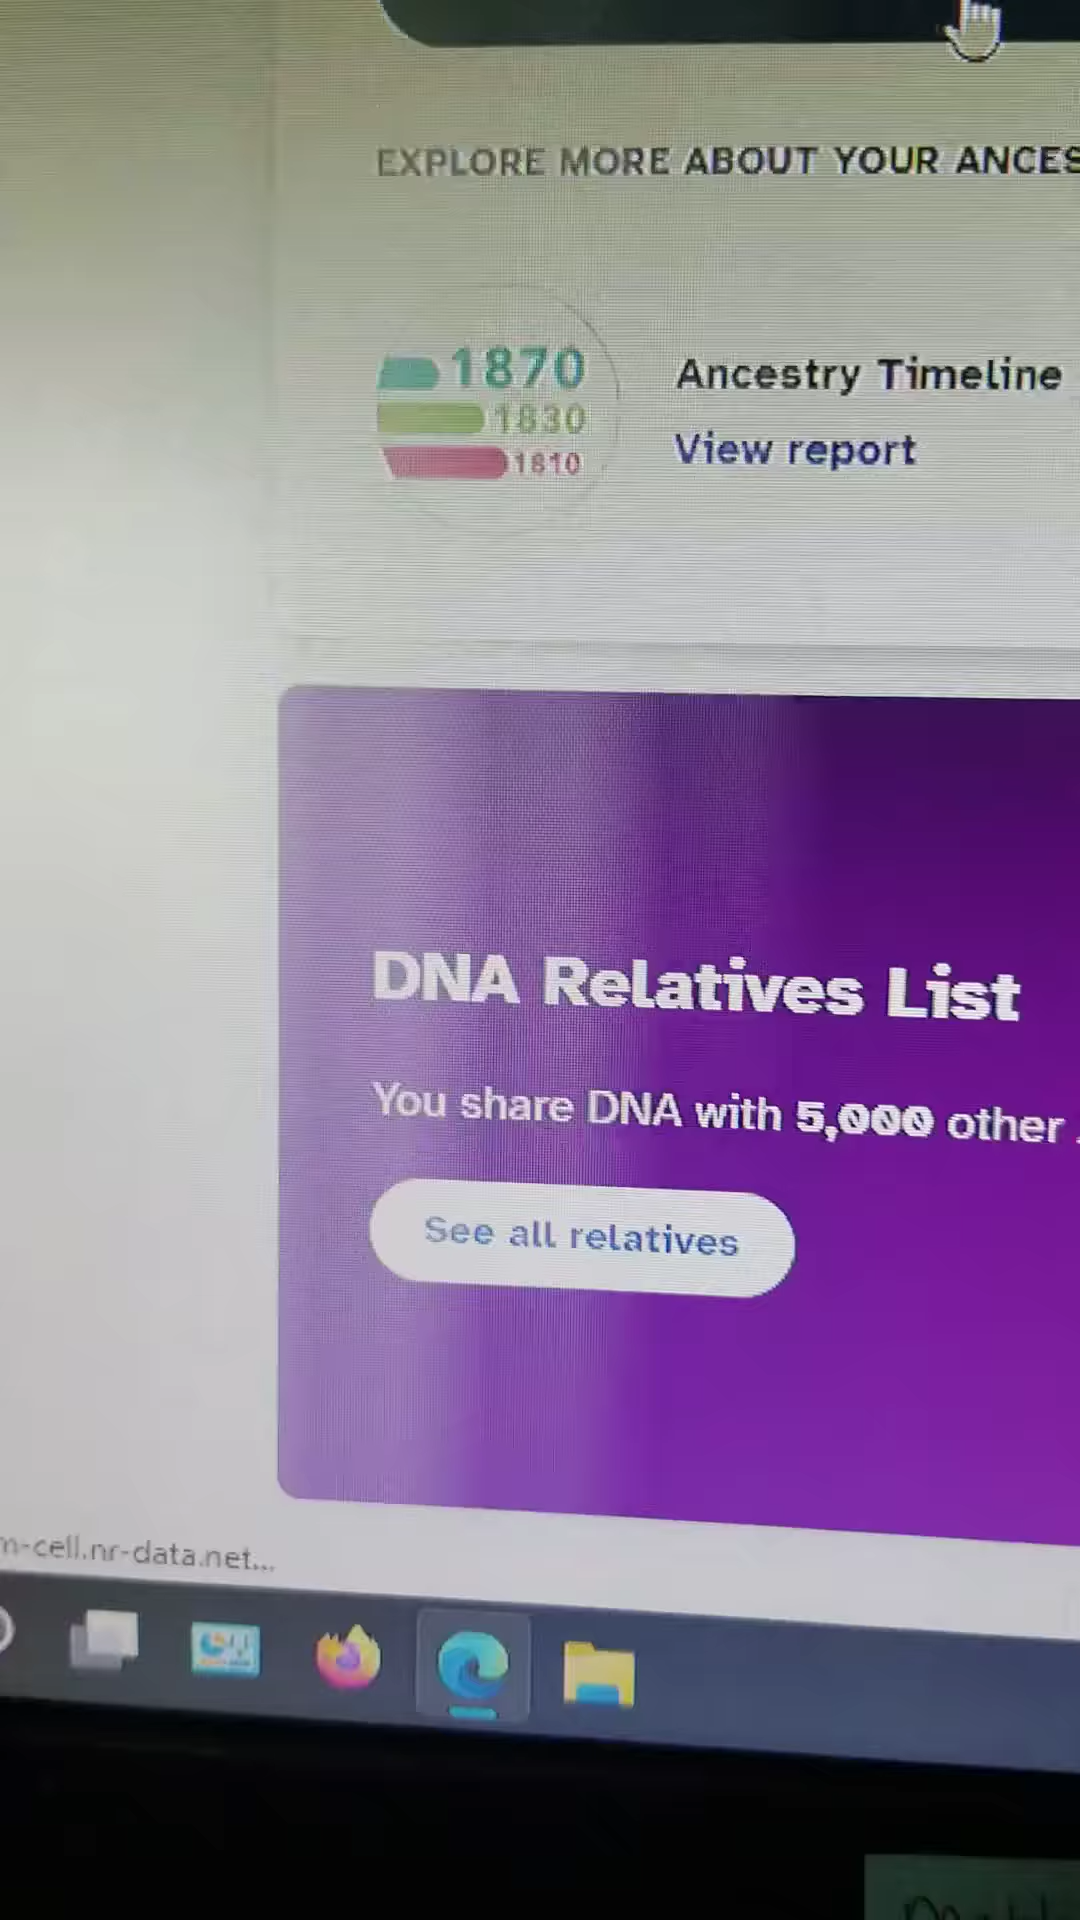 EXPLORE MORE ABOUT YOUR ANCES
1870
1830
1810
Ancestry Timeline
View report
DNA Relatives List
You share DNA with 5,000 other
See all relatives
m-cell.nr-data.net...